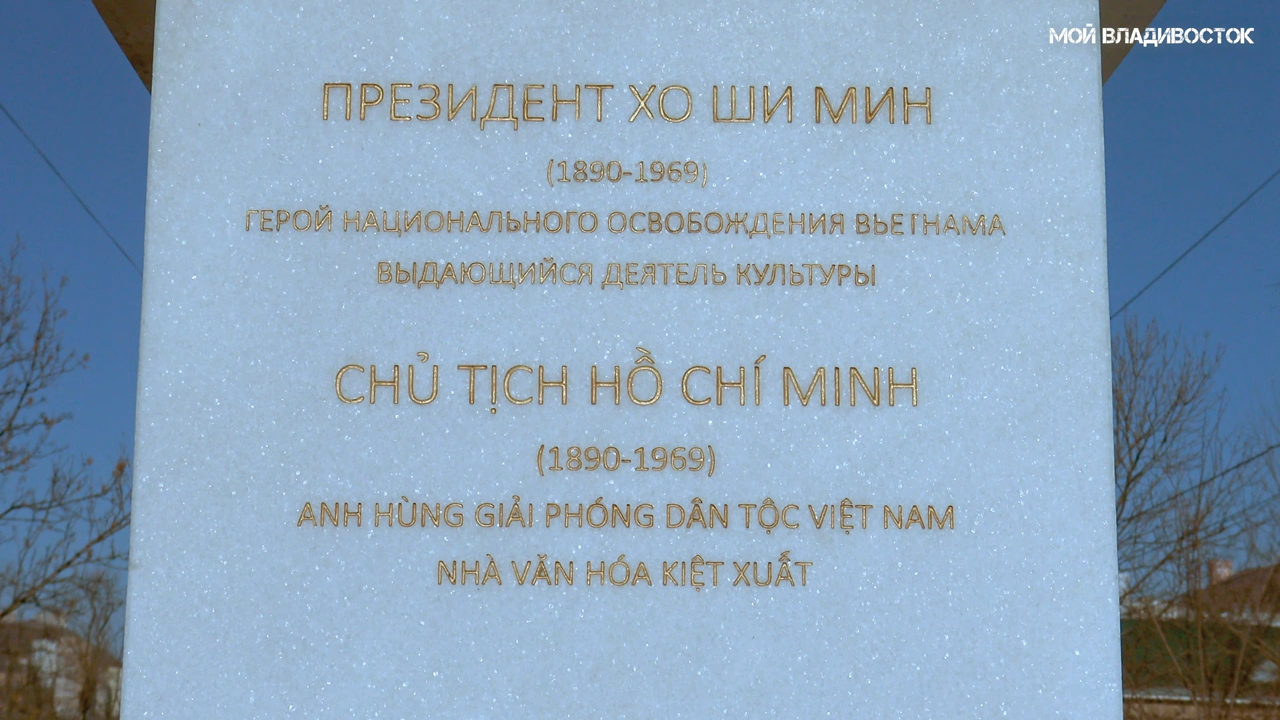 МОЙ ВЛАДИВОСТОК
ПРЕЗИДЕНТ ХО ШИ МИН
(1890-1969)
ГЕРОЙ НАЦИОНАЛЬНОГО ОСВОБОЖДЕНИЯ ВЬЕТНАМА
ВЫДАЮЩИЙСЯ ДЕЯТЕЛЬ КУЛЬТУРЫ
CHỦ TỊCH HỒ CHÍ MINH
(1890-1969)
ANH HÙNG GIẢI PHÓNG DÂN TỘC VIỆT NAM
NHÀ VĂN HÓA KIỆT XUẤT